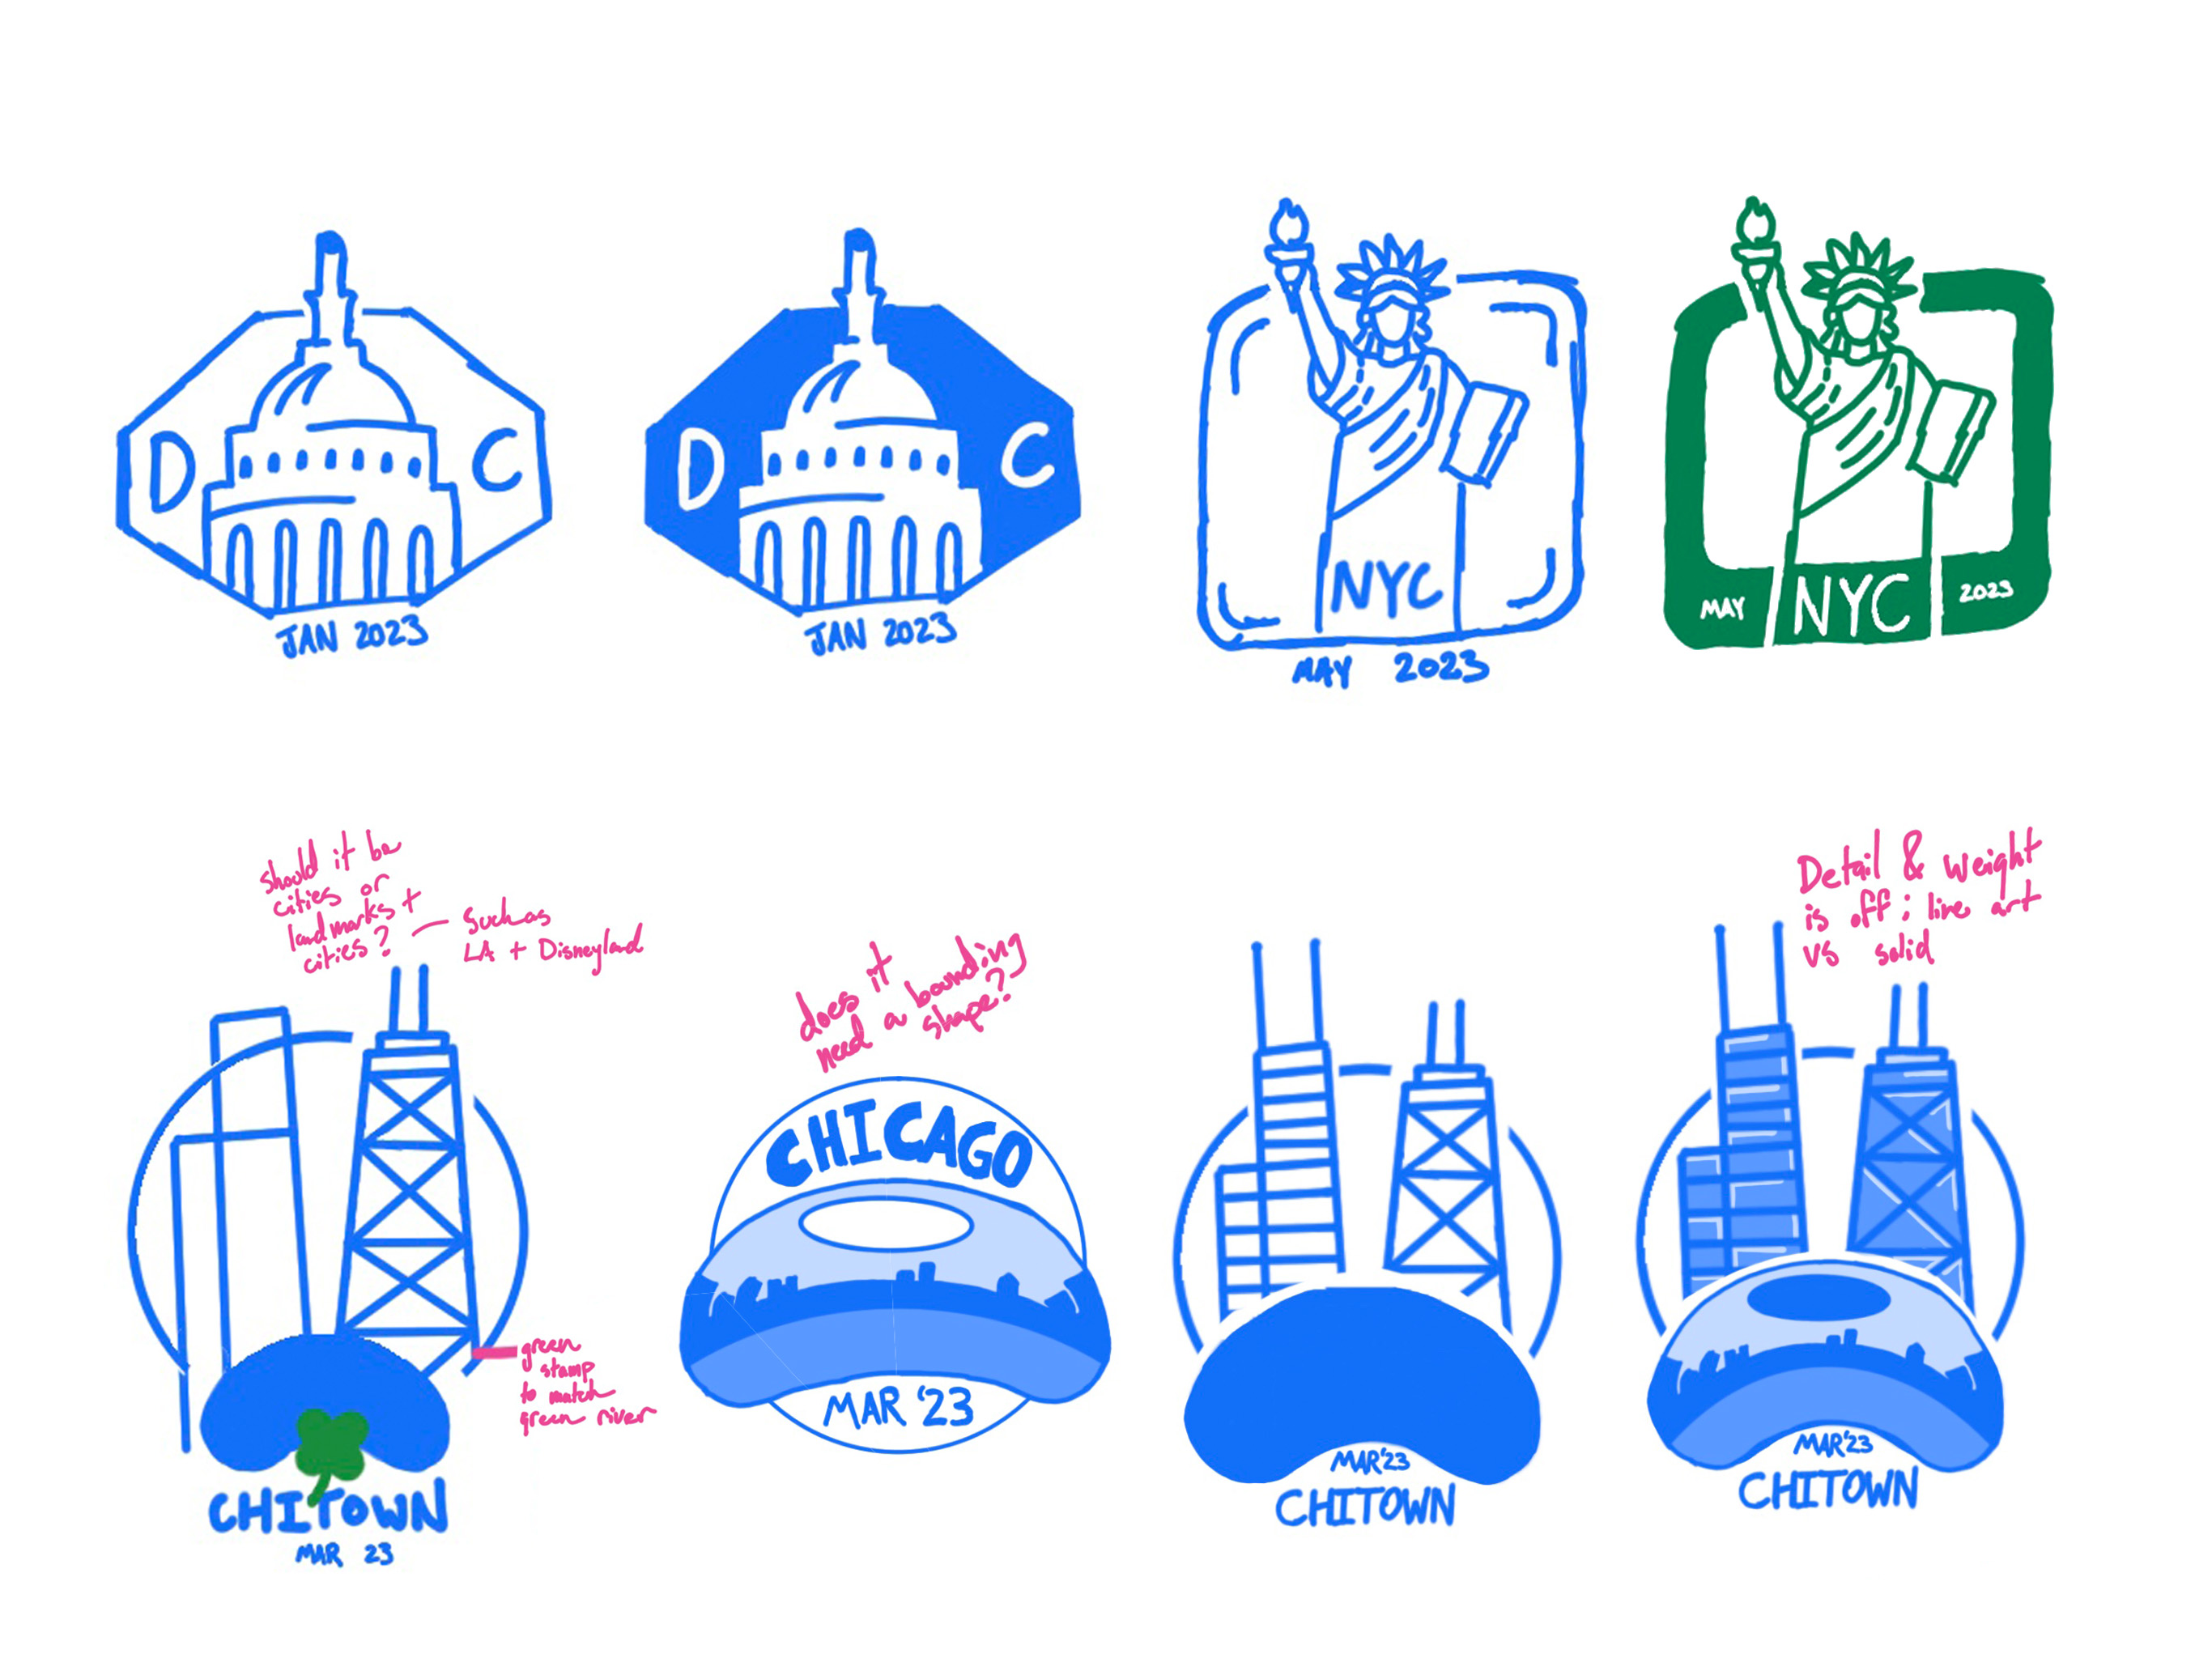 D C
JAN 2023
D C
JAN 2023
NYC
MAY 2023
MAY NYC 2023
should it be
cities or
landmarks +
cities?
such as
LA + Disneyland
green
stamp
to match
green river
CHITOWN
MAR 23
does it
need a bounding
shape?
CHICAGO
MAR '23
MAR'23
CHITOWN
Detail & weight
is off; line art
vs solid
MAR'23
CHITOWN